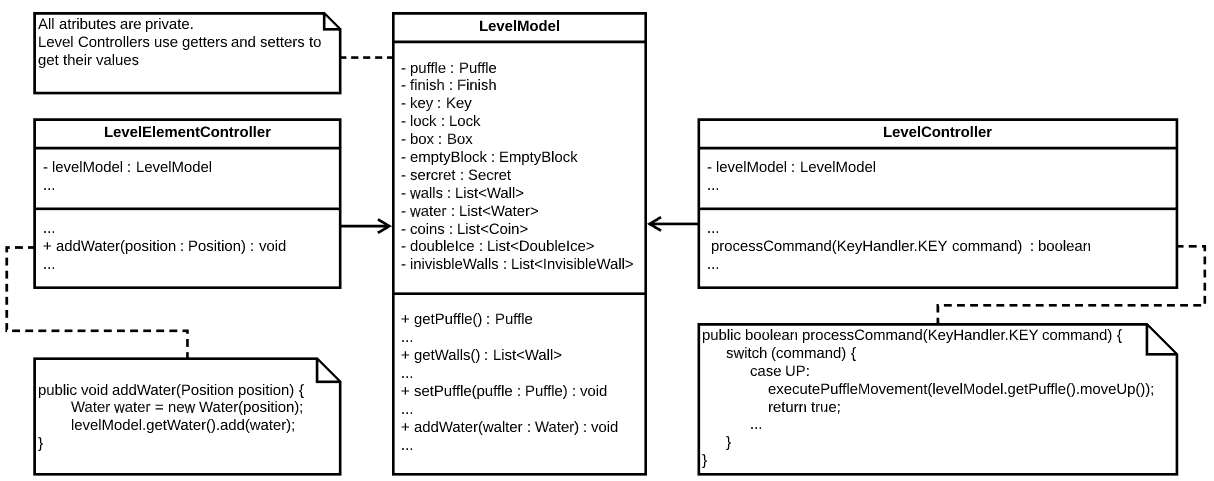 All atributes are private.
Level Controllers use getters and setters to
get their values
LevelModel
- puffle : Puffle
- finish : Finish
- key : Key
- lock : Lock
- box : Box
- emptyBlock : EmptyBlock
- sercret : Secret
- walls : List<Wall>
- water : List<Water>
- coins : List<Coin>
- doubleIce : List<DoubleIce>
- inivisbleWalls : List<InvisibleWall>
+ getPuffle() : Puffle
...
+ getWalls() : List<Wall>
...
+ setPuffle(puffle : Puffle) : void
...
+ addWater(walter : Water) : void
...
LevelElementController
- levelModel : LevelModel
...
...
+ addWater(position : Position) : void
...
public void addWater(Position position) {
Water water = new Water(position);
levelModel.getWater().add(water);
}
LevelController
- levelModel : LevelModel
...
...
processCommand(KeyHandler.KEY command) : boolean
...
public boolean processCommand(KeyHandler.KEY command) {
switch (command) {
case UP:
executePuffleMovement(levelModel.getPuffle().moveUp());
return true;
...
}
}